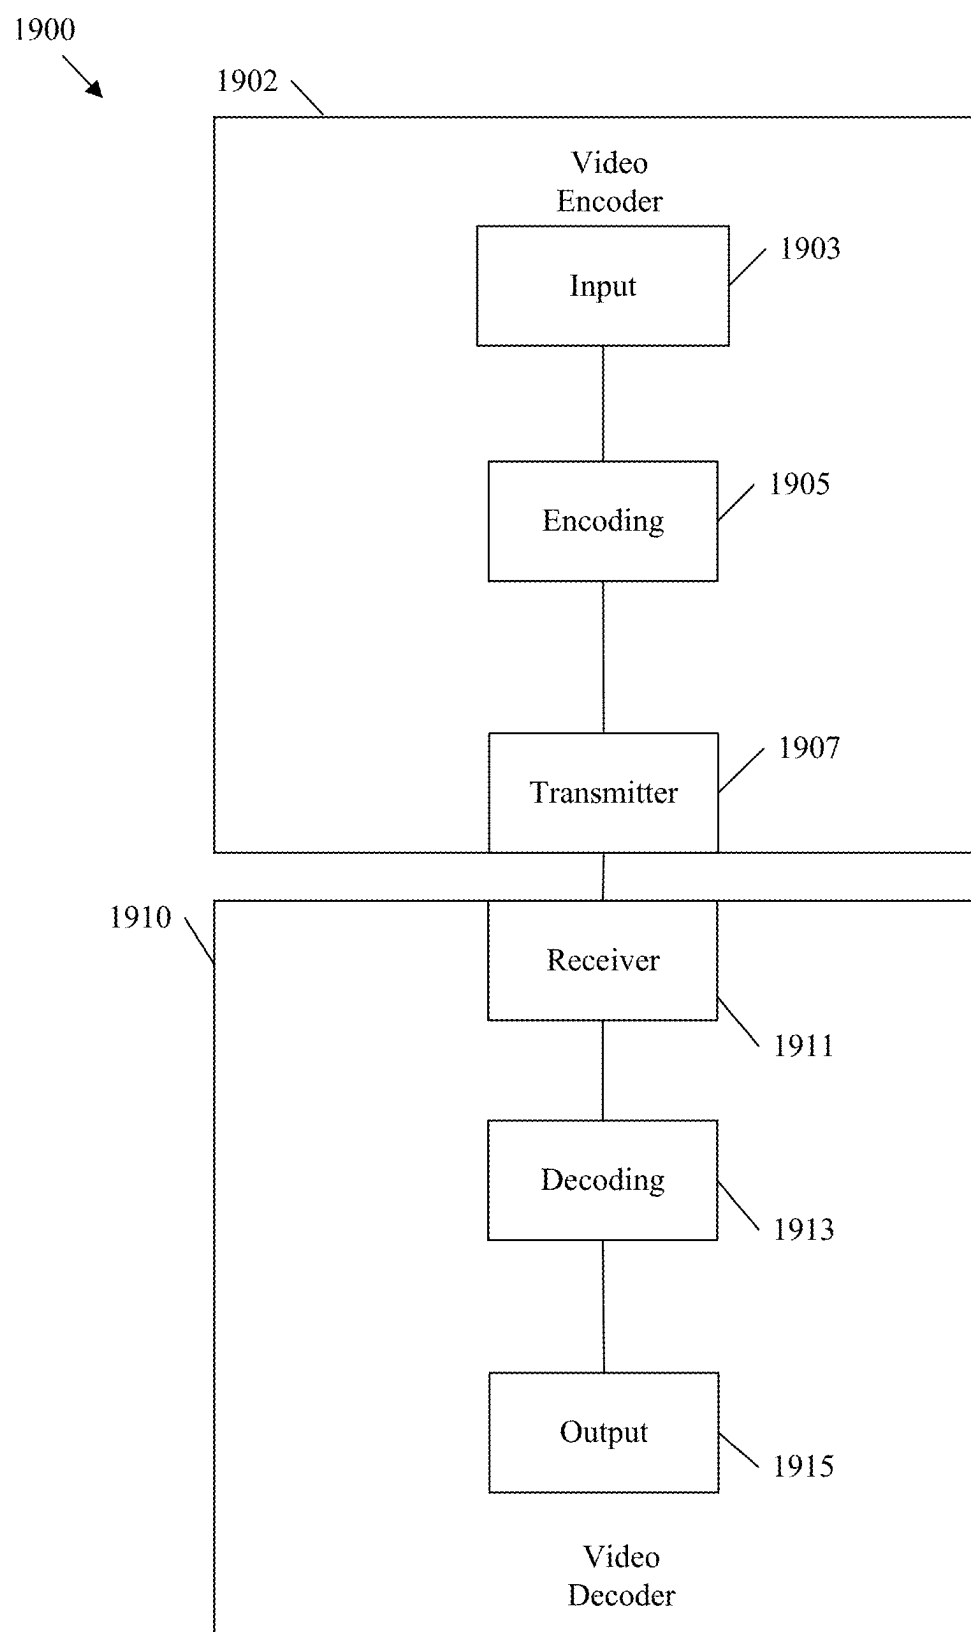 1900
1902
Video
Encoder
1903
Input
1905
Encoding
1907
Transmitter
1910
Receiver
1911
Decoding
1913
Output
1915
Video
Decoder